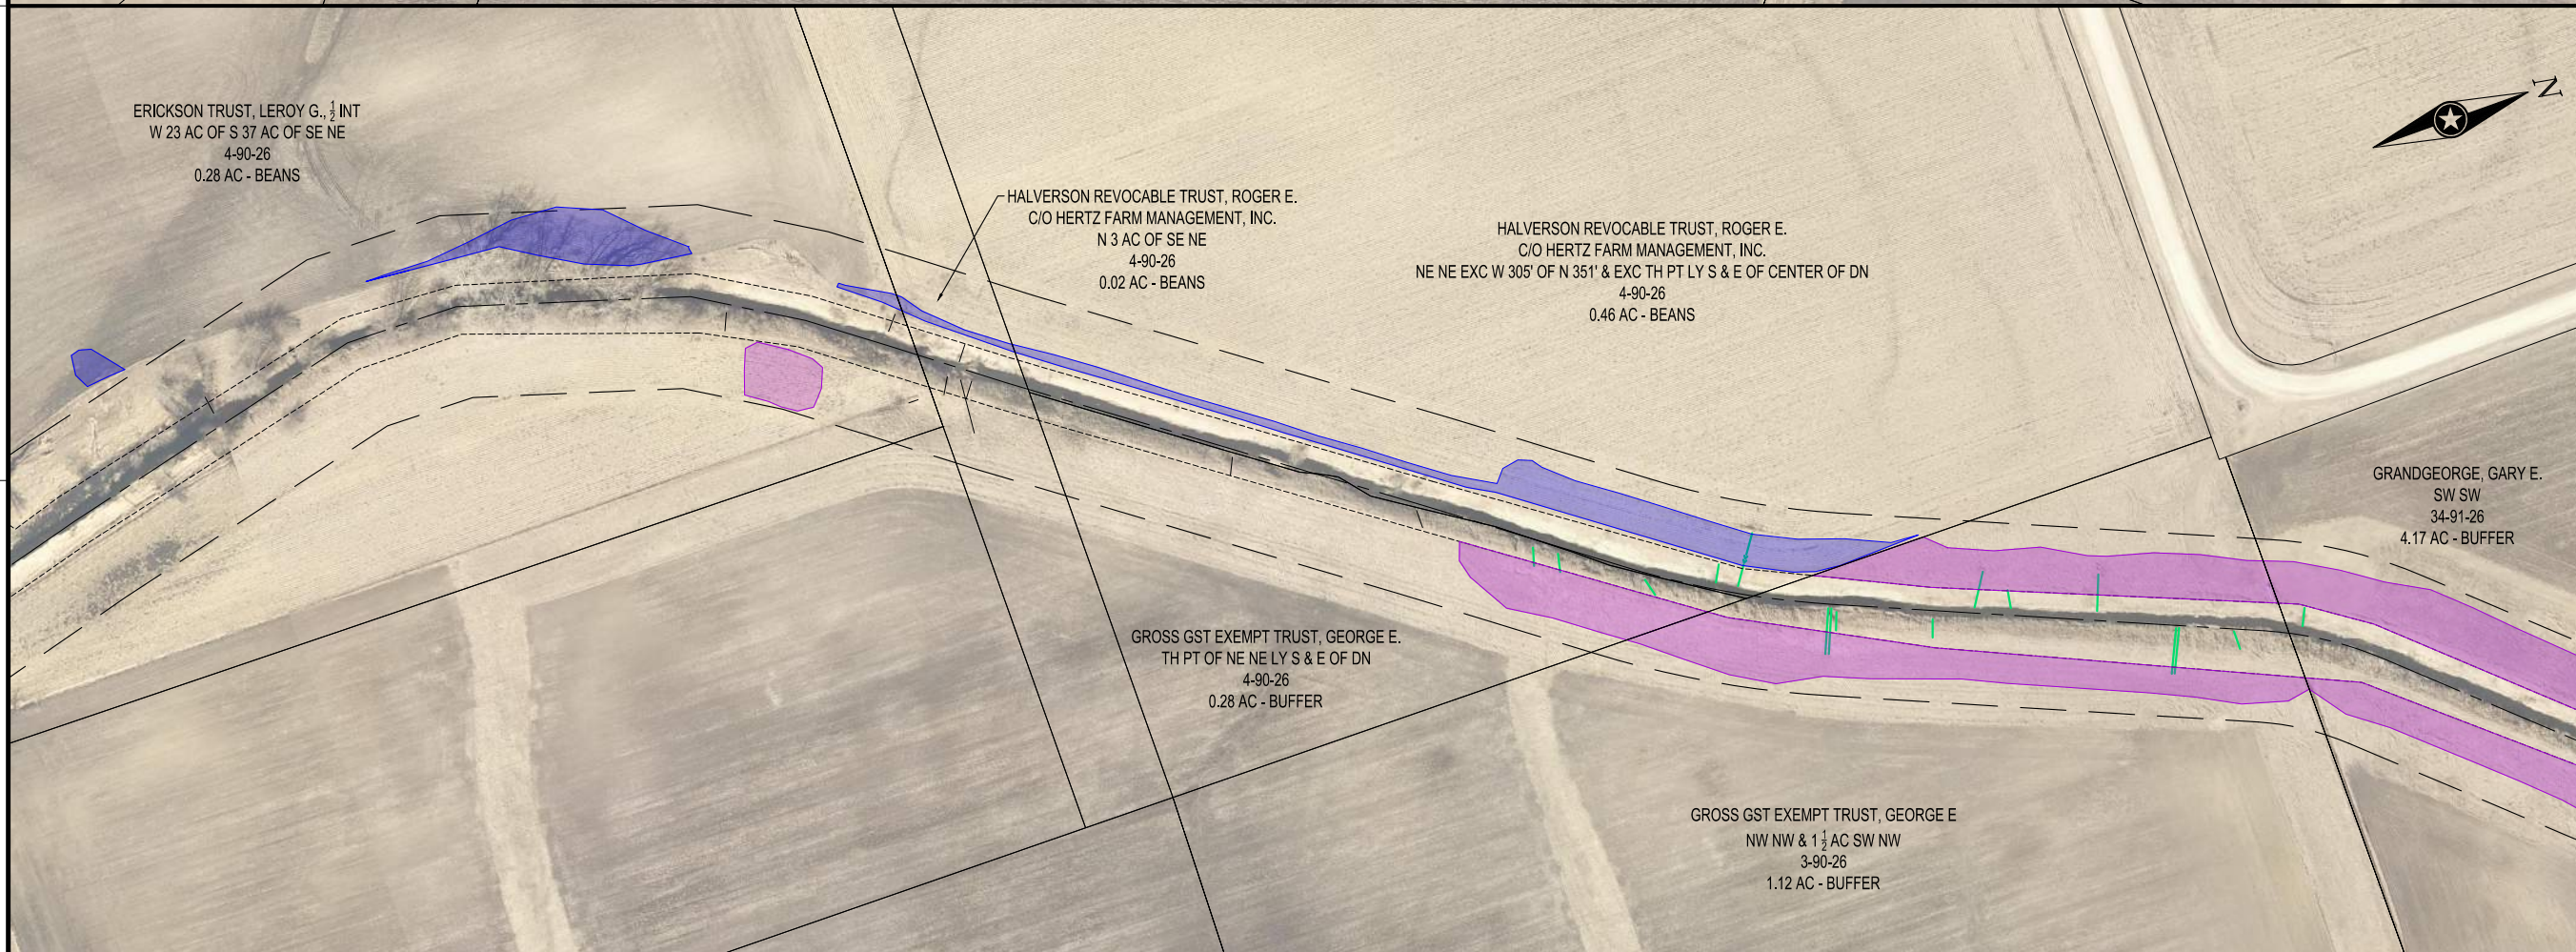 ERICKSON TRUST, LEROY G., ½ INT
W 23 AC OF S 37 AC OF SE NE
4-90-26
0.28 AC - BEANS
HALVERSON REVOCABLE TRUST, ROGER E.
C/O HERTZ FARM MANAGEMENT, INC.
N 3 AC OF SE NE
4-90-26
0.02 AC - BEANS
HALVERSON REVOCABLE TRUST, ROGER E.
C/O HERTZ FARM MANAGEMENT, INC.
NE NE EXC W 305' OF N 351' & EXC TH PT LY S & E OF CENTER OF DN
4-90-26
0.46 AC - BEANS
N
GRANDGEORGE, GARY E.
SW SW
34-91-26
4.17 AC - BUFFER
GROSS GST EXEMPT TRUST, GEORGE E.
TH PT OF NE NE LY S & E OF DN
4-90-26
0.28 AC - BUFFER
GROSS GST EXEMPT TRUST, GEORGE E
NW NW & 1 ½ AC SW NW
3-90-26
1.12 AC - BUFFER